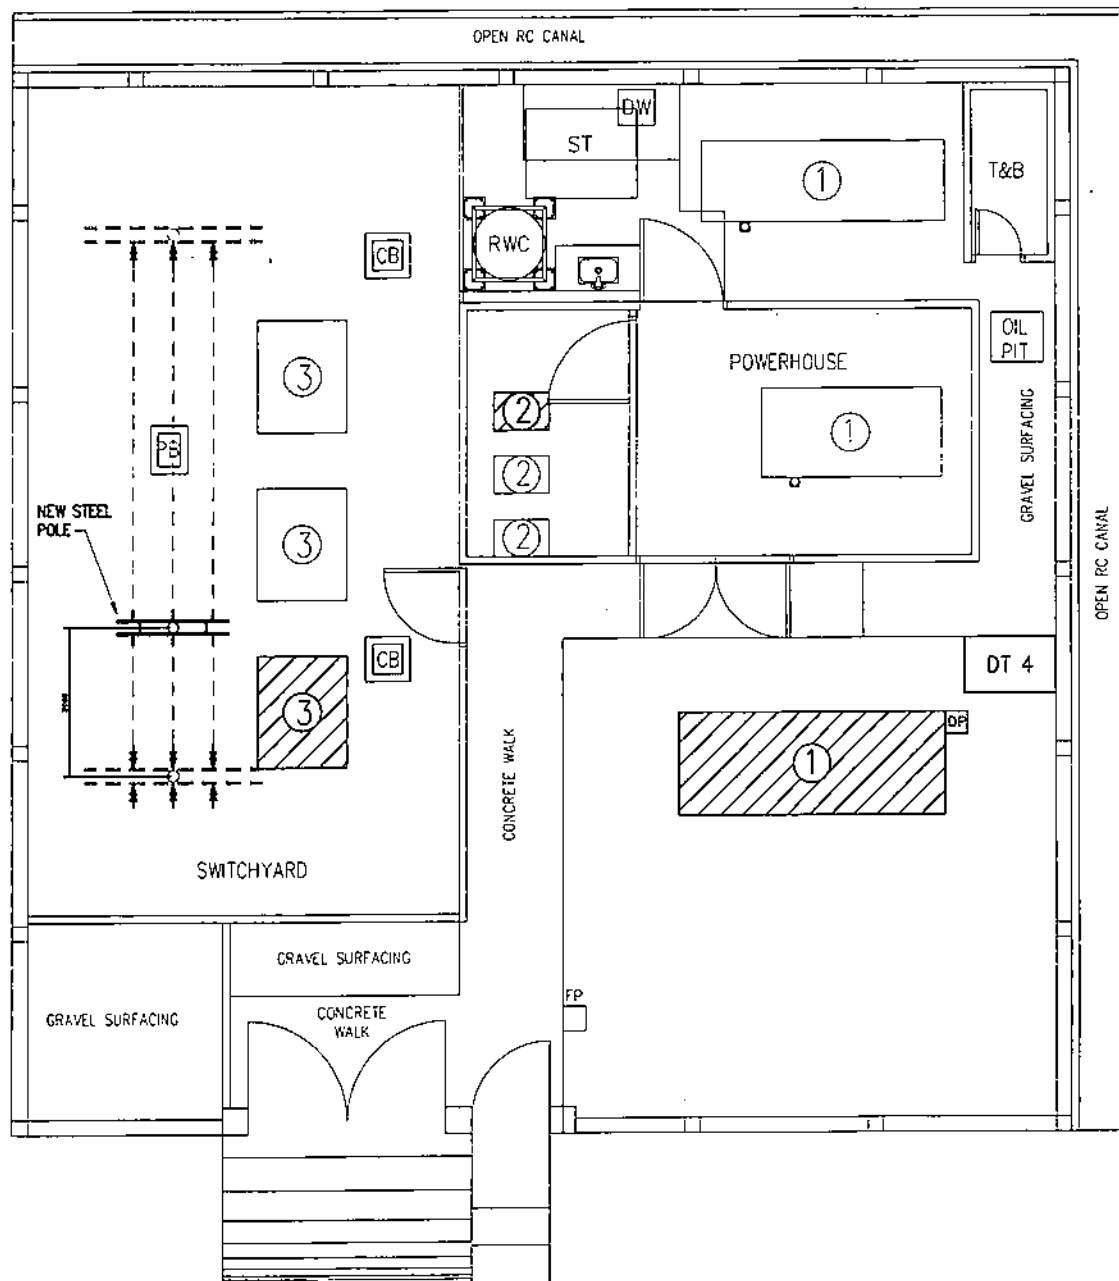 OPEN RC CANAL
DW
ST
1
T&B
RWC
CB
OIL
PIT
POWERHOUSE
3
2
1
GRAVEL SURFACING
PB
2
3
NEW STEEL
POLE
2
OPEN RC CANAL
CB
DT 4
3
DP
1
CONCRETE WALK
SWITCHYARD
GRAVEL SURFACING
FP
CONCRETE
WALK
GRAVEL SURFACING